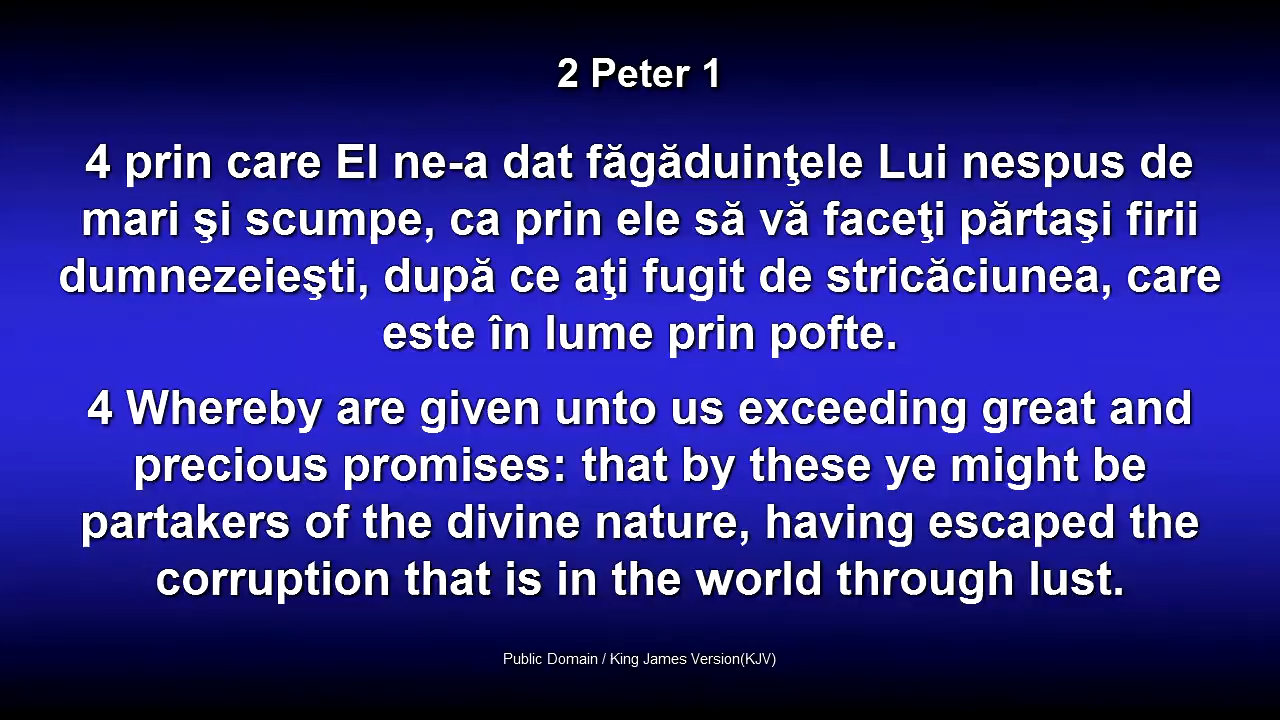 2 Peter 1
4 prin care El ne-a dat făgăduinţele Lui nespus de
mari şi scumpe, ca prin ele să vă faceţi părtaşi firii
dumnezeieşti, după ce aţi fugit de stricăciunea, care
este în lume prin pofte.
4 Whereby are given unto us exceeding great and
precious promises: that by these ye might be
partakers of the divine nature, having escaped the
corruption that is in the world through lust.
Public Domain / King James Version(KJV)